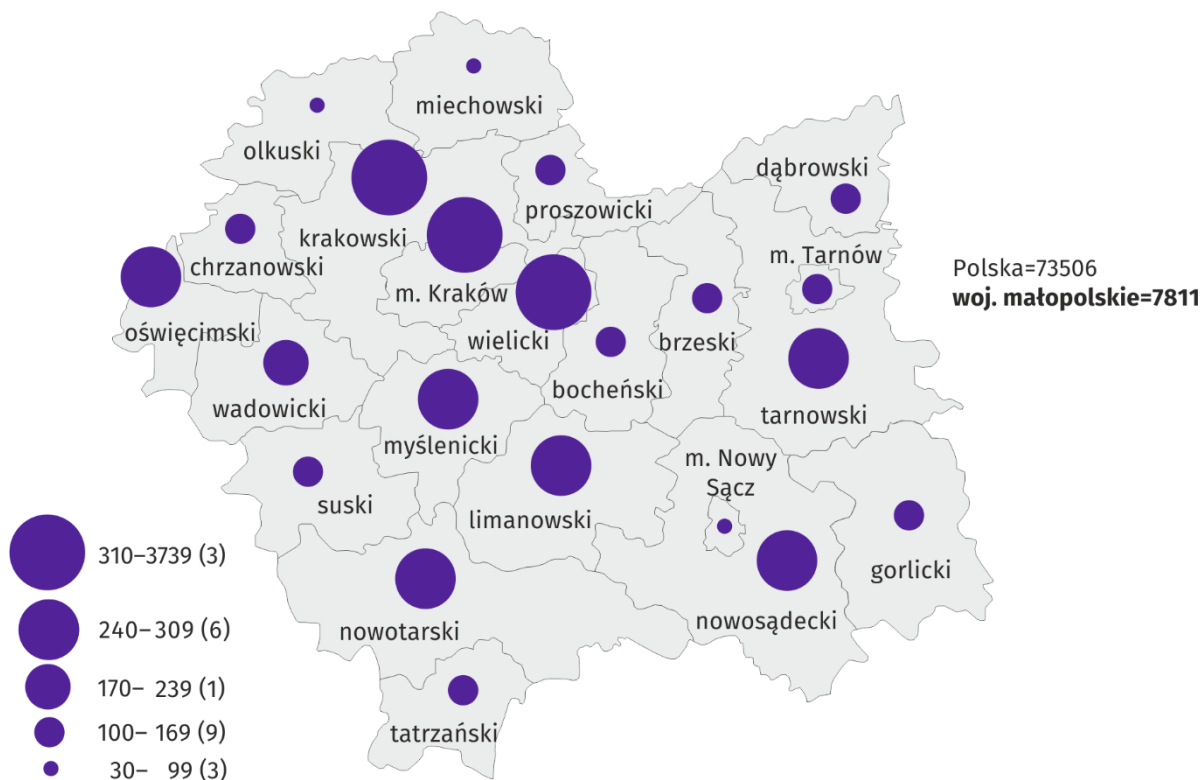 miechowski
olkuski
dąbrowski
proszowicki
krakowski
m. Tarnów
chrzanowski
Polska=73506
m. Kraków
woj. małopolskie=7811
oświęcimski
wielicki
brzeski
bocheński
wadowicki
tarnowski
myślenicki
m. Nowy
Sącz
suski
limanowski
310–3739 (3)
gorlicki
nowosądecki
240– 309 (6)
nowotarski
170– 239 (1)
100– 169 (9)
tatrzański
30– 99 (3)